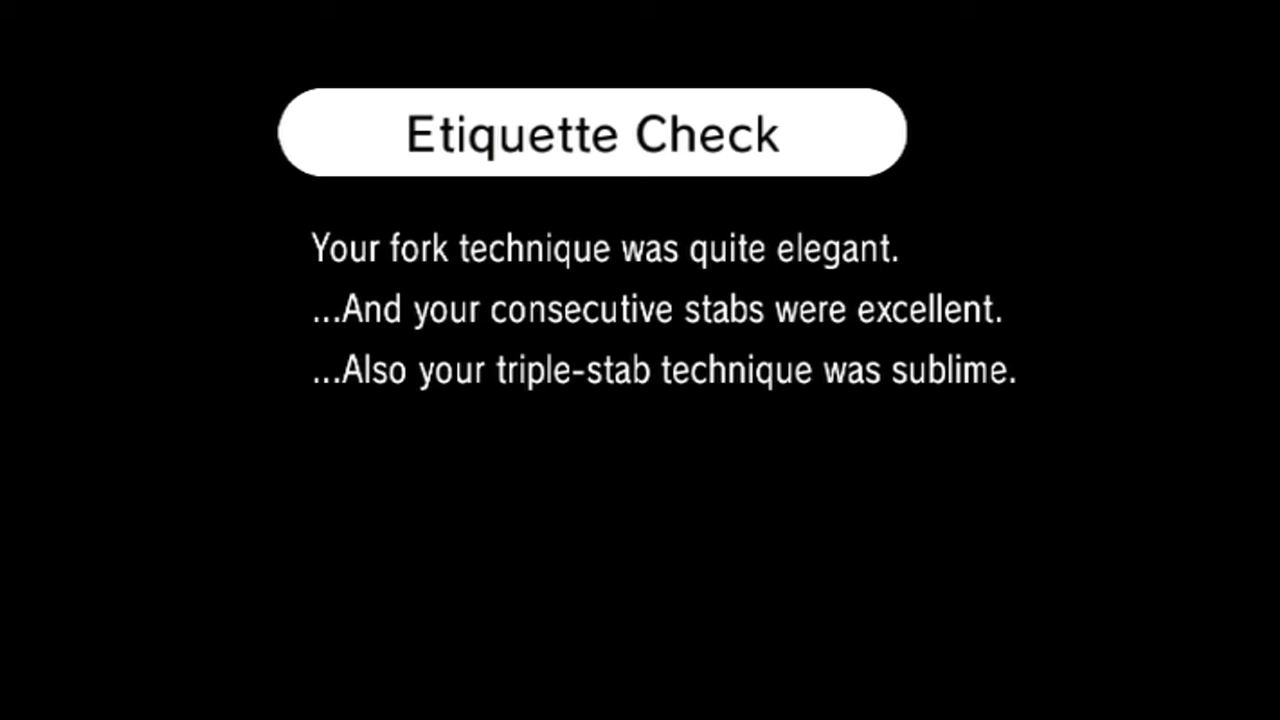 Etiquette Check
Your fork technique was quite elegant.
...And your consecutive stabs were excellent.
...Also your triple-stab technique was sublime.